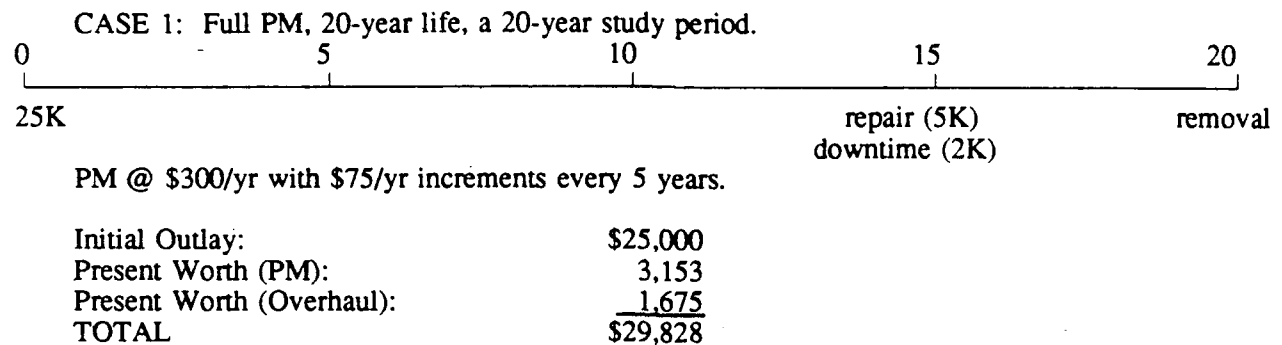 CASE 1: Full PM, 20-year life, a 20-year study period.
0 5 10 15 20
25K repair (5K) removal
downtime (2K)
PM @ $300/yr with $75/yr increments every 5 years.
Initial Outlay: $25,000
Present Worth (PM): 3,153
Present Worth (Overhaul): 1,675
TOTAL $29,828